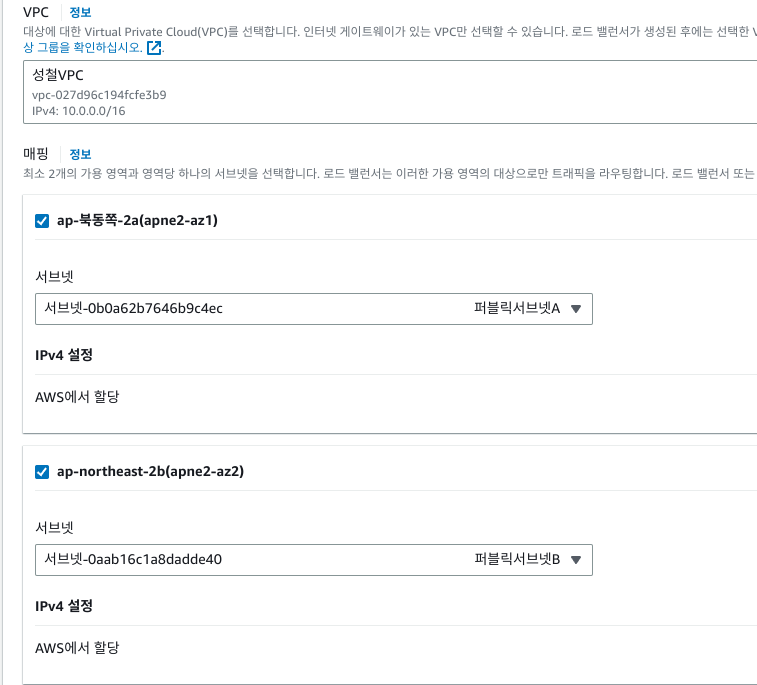 VPC 정보
대상에 대한 Virtual Private Cloud(VPC)를 선택합니다. 인터넷 게이트웨이가 있는 VPC만 선택할 수 있습니다. 로드 밸런서가 생성된 후에는 선택한 V
상 그룹을 확인하십시오.
성철VPC
vpc-027d96c194fcfe3b9
IPv4: 10.0.0.0/16
매핑 정보
최소 2개의 가용 영역과 영역당 하나의 서브넷을 선택합니다. 로드 밸런서는 이러한 가용 영역의 대상으로만 트래픽을 라우팅합니다. 로드 밸런서 또는
ap-북동쪽-2a(apne2-az1)
서브넷
서브넷-0b0a62b7646b9c4ec 퍼블릭서브넷A
IPv4 설정
AWS에서 할당
ap-northeast-2b(apne2-az2)
서브넷
서브넷-0aab16c1a8dadde40 퍼블릭서브넷B
IPv4 설정
AWS에서 할당